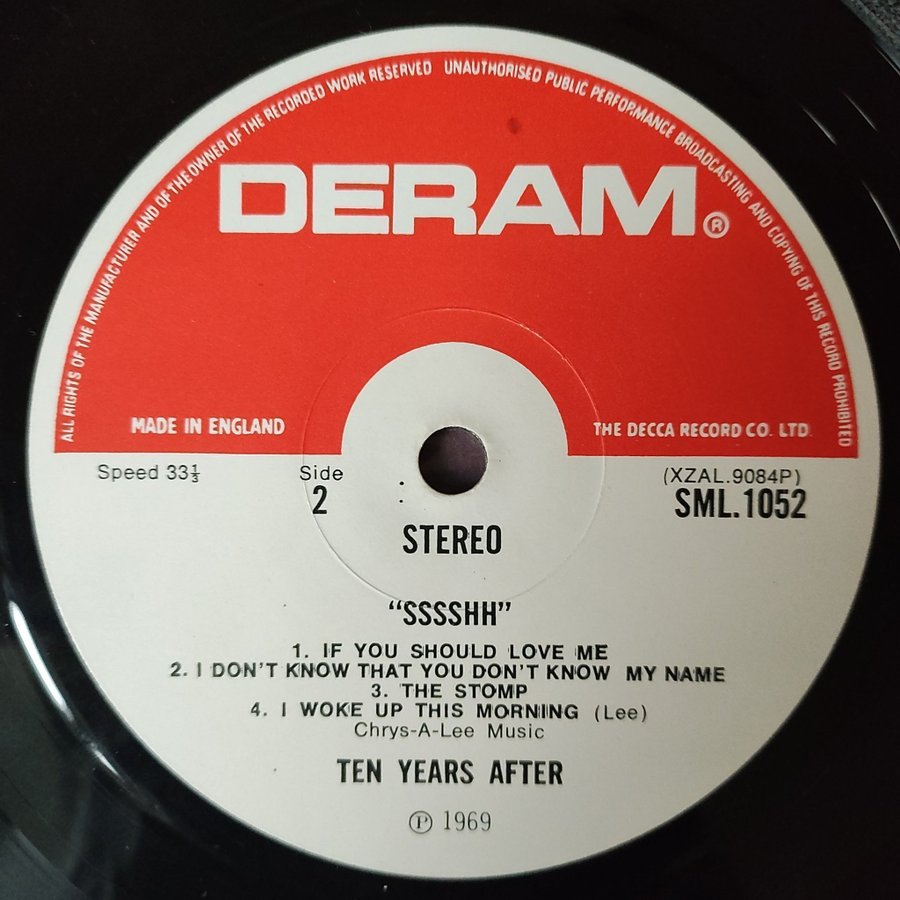 ALL RIGHTS OF THE MANUFACTURER AND OF THE OWNER OF THE RECORDED WORK RESERVED UNAUTHORISED PUBLIC PERFORMANCE BROADCASTING AND COPYING OF THIS RECORD PROHIBITED
DERAM®
MADE IN ENGLAND THE DECCA RECORD CO. LTD.
Speed 33⅓ Side (XZAL.9084P)
2 : SML.1052
STEREO
“SSSSHH”
1. IF YOU SHOULD LOVE ME
2. I DON'T KNOW THAT YOU DON'T KNOW MY NAME
3. THE STOMP
4. I WOKE UP THIS MORNING (Lee)
Chrys-A-Lee Music
TEN YEARS AFTER
℗ 1969